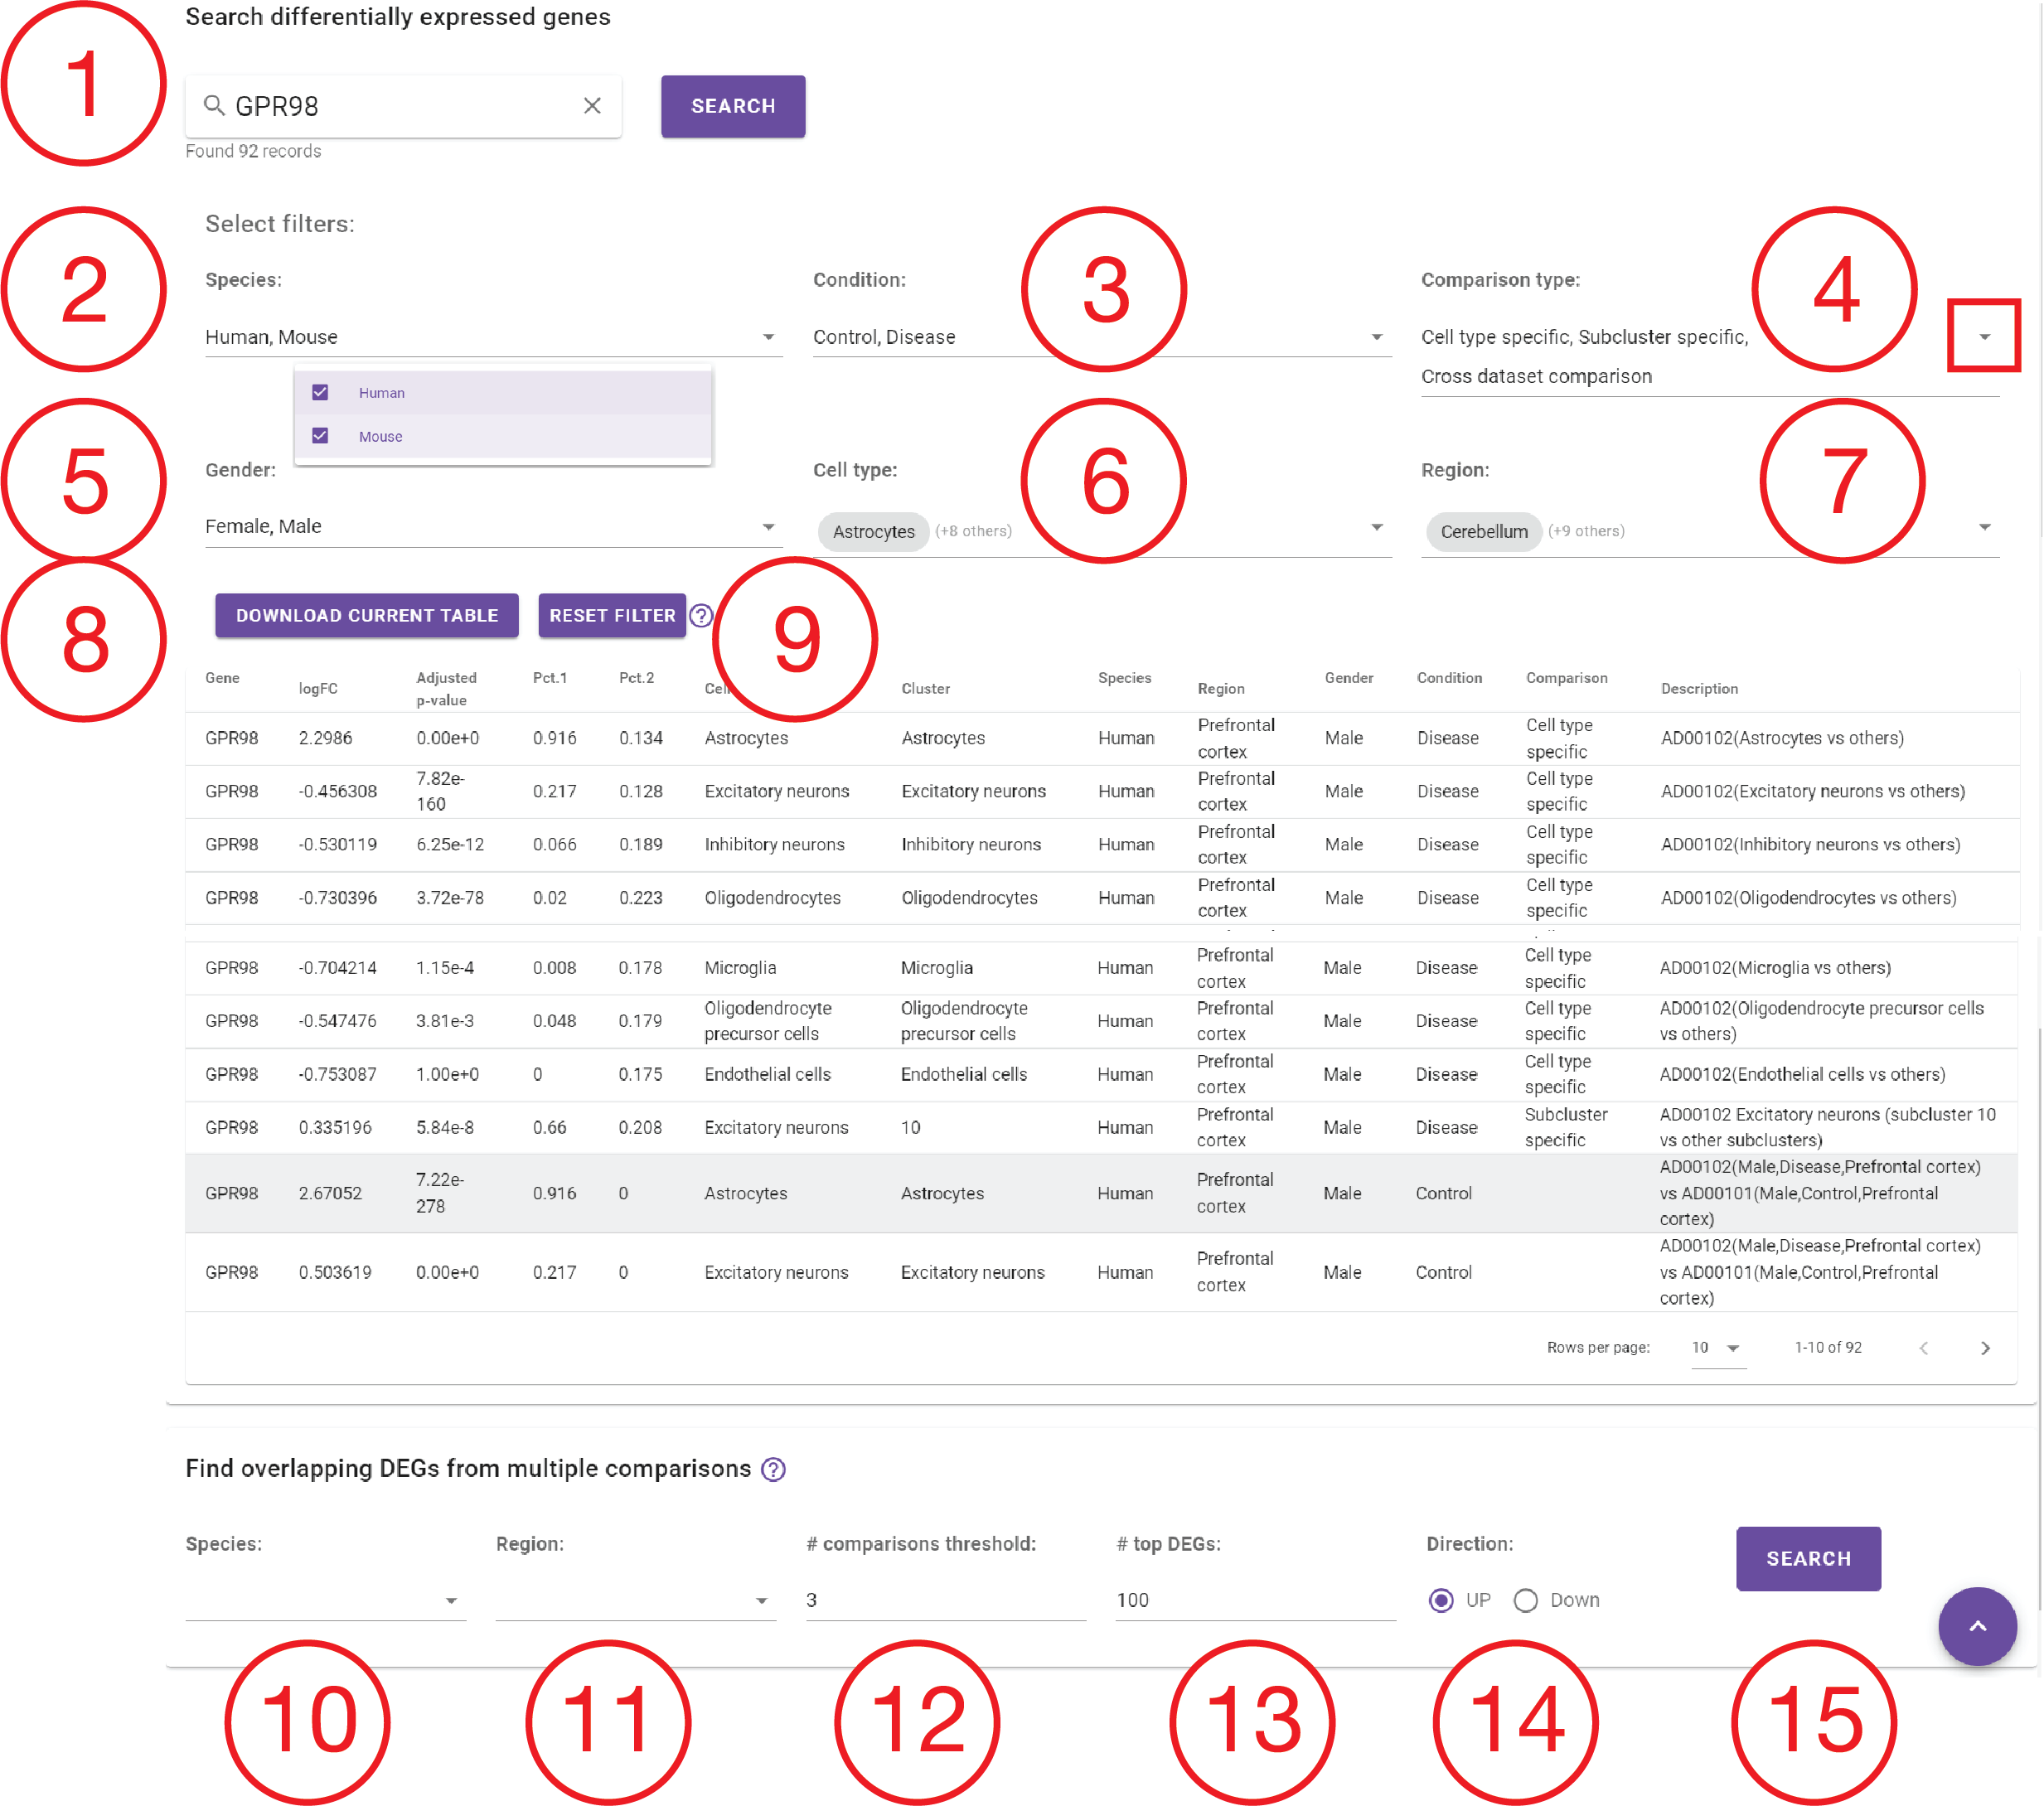 Search differentially expressed genes
1
GPR98
SEARCH
Found 92 records
Select filters:
2
3
4
Species:
Condition:
Comparison type:
Human, Mouse
Control, Disease
Cell type specific, Subcluster specific,
Cross dataset comparison
Human
Mouse
5
6
7
Gender:
Cell type:
Region:
Female, Male
Astrocytes (+8 others)
Cerebellum (+9 others)
8
DOWNLOAD CURRENT TABLE
RESET FILTER ?
9
Gene logFC Adjusted p-value Pct.1 Pct.2 Cluster Species Region Gender Condition Comparison Description
GPR98 2.2986 0.00e+0 0.916 0.134 Astrocytes Astrocytes Human Prefrontal cortex Male Disease Cell type specific AD00102(Astrocytes vs others)
GPR98 -0.456308 7.82e-160 0.217 0.128 Excitatory neurons Excitatory neurons Human Prefrontal cortex Male Disease Cell type specific AD00102(Excitatory neurons vs others)
GPR98 -0.530119 6.25e-12 0.066 0.189 Inhibitory neurons Inhibitory neurons Human Prefrontal cortex Male Disease Cell type specific AD00102(Inhibitory neurons vs others)
GPR98 -0.730396 3.72e-78 0.02 0.223 Oligodendrocytes Oligodendrocytes Human Prefrontal cortex Male Disease Cell type specific AD00102(Oligodendrocytes vs others)
GPR98 -0.704214 1.15e-4 0.008 0.178 Microglia Microglia Human Prefrontal cortex Male Disease Cell type specific AD00102(Microglia vs others)
GPR98 -0.547476 3.81e-3 0.048 0.179 Oligodendrocyte precursor cells Oligodendrocyte precursor cells Human Prefrontal cortex Male Disease Cell type specific AD00102(Oligodendrocyte precursor cells vs others)
GPR98 -0.753087 1.00e+0 0 0.175 Endothelial cells Endothelial cells Human Prefrontal cortex Male Disease Cell type specific AD00102(Endothelial cells vs others)
GPR98 0.335196 5.84e-8 0.66 0.208 Excitatory neurons 10 Human Prefrontal cortex Male Disease Subcluster specific AD00102 Excitatory neurons (subcluster 10 vs other subclusters)
GPR98 2.67052 7.22e-278 0.916 0 Astrocytes Astrocytes Human Prefrontal cortex Male Control AD00102(Male,Disease,Prefrontal cortex) vs AD00101(Male,Control,Prefrontal cortex)
GPR98 0.503619 0.00e+0 0.217 0 Excitatory neurons Excitatory neurons Human Prefrontal cortex Male Control AD00102(Male,Disease,Prefrontal cortex) vs AD00101(Male,Control,Prefrontal cortex)
Rows per page: 10 1-10 of 92
Find overlapping DEGs from multiple comparisons ?
Species:
Region:
# comparisons threshold:
# top DEGs:
Direction:
SEARCH
3
100
UP
Down
10
11
12
13
14
15